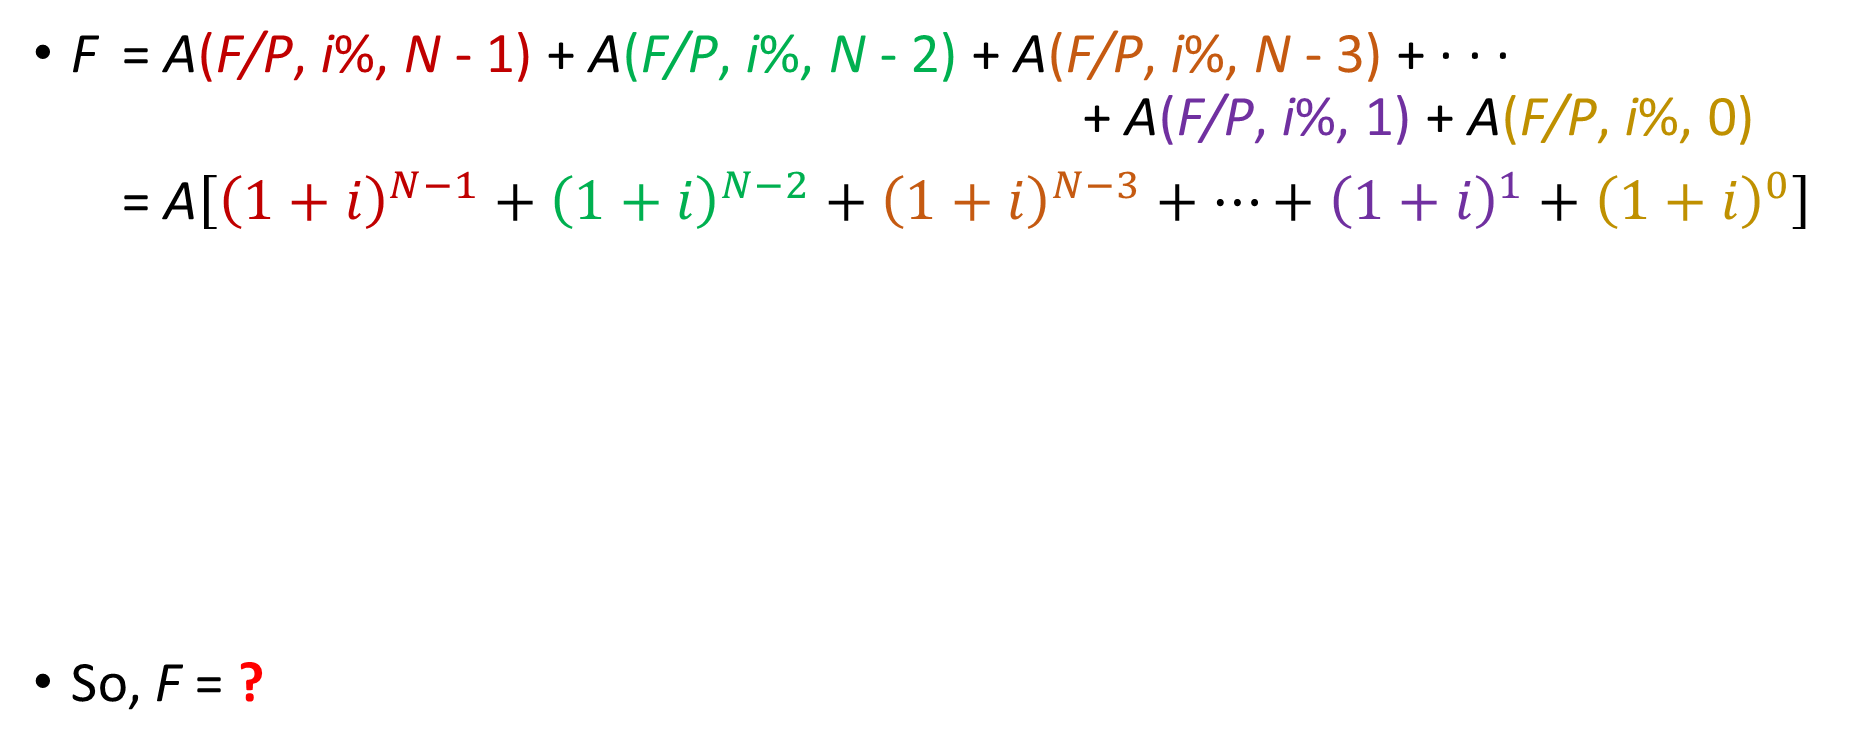 • F = A(F/P, i%, N - 1) + A(F/P, i%, N - 2) + A(F/P, i%, N - 3) + · · ·
+ A(F/P, i%, 1) + A(F/P, i%, 0)
= A[(1 + i)^{N−1} + (1 + i)^{N−2} + (1 + i)^{N−3} + ⋯ + (1 + i)^1 + (1 + i)^0]
• So, F = ?